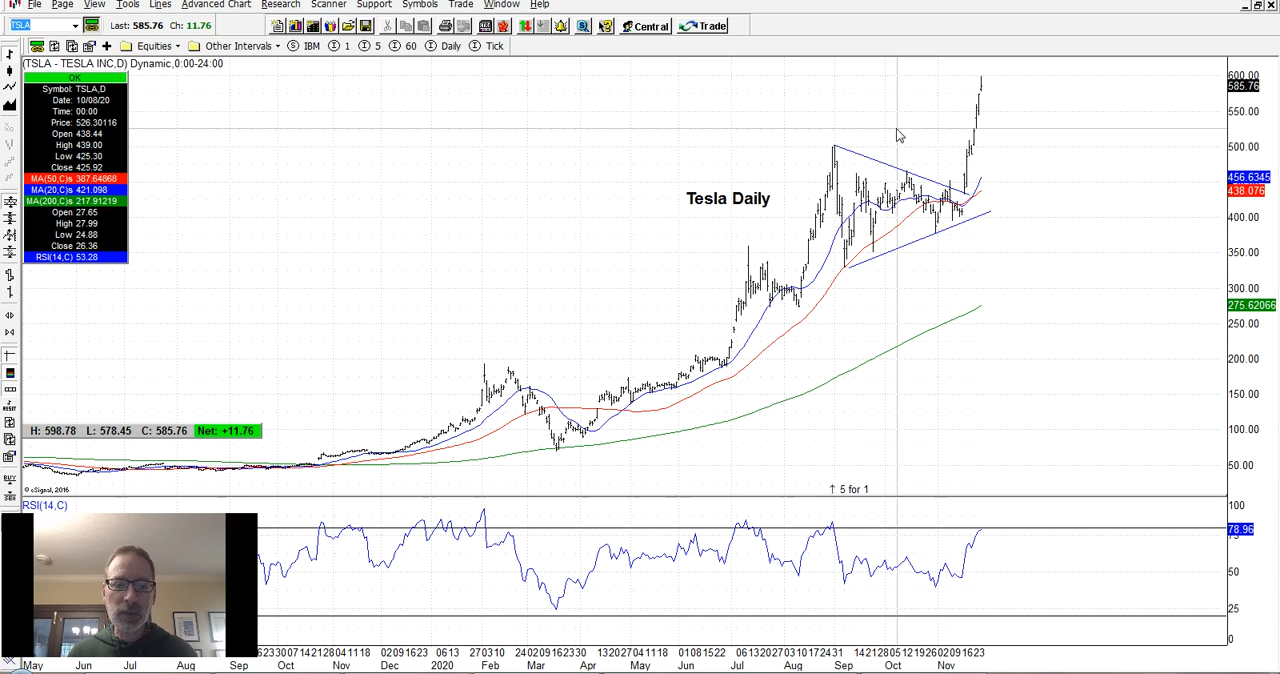 File Page View Tools Lines Advanced Chart Research Scanner Support Symbols Trade Window Help
TSLA Last: 585.76 Ch: 11.76 Central Trade
Equities Other Intervals IBM 1 5 60 Daily Tick
(TSLA - TESLA INC,D) Dynamic,0:00-24:00
OK
Symbol: TSLA,D
Date: 10/08/20
Time: 00:00
Price: 526.30116
Open 438.44
High 439.00
Low 425.30
Close 425.92
MA(50,C)s 387.64868
MA(20,C)s 421.098
MA(200,C)s 217.91219
Open 27.65
High 27.99
Low 24.88
Close 26.36
RSI(14,C) 53.28
600.00
585.76
550.00
500.00
456.6345
438.076
400.00
350.00
300.00
275.62066
250.00
200.00
150.00
100.00
50.00
Tesla Daily
H: 598.78 L: 578.45 C: 585.76 Net: +11.76
© eSignal, 2016
5 for 1
RSI(14,C)
100
78.96
50
25
0
RESET
BUY
May Jun Jul Aug Sep Oct Nov Dec 2020 Feb Mar Apr May Jun Jul Aug Sep Oct Nov